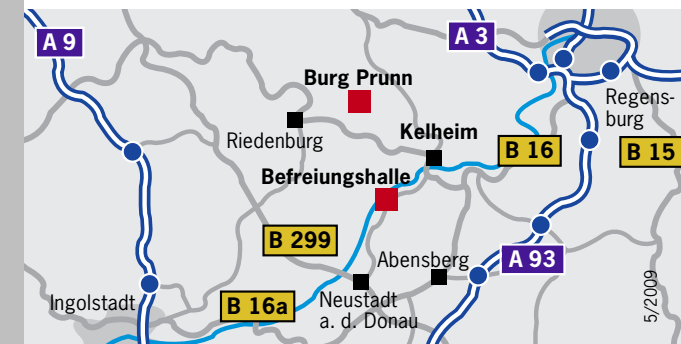 A 9
A 3
Burg Prunn
Regens-
burg
Riedenburg
Kelheim
B 16
B 15
Befreiungshalle
B 299
Abensberg
A 93
Ingolstadt
B 16a
Neustadt
a. d. Donau
5/2009